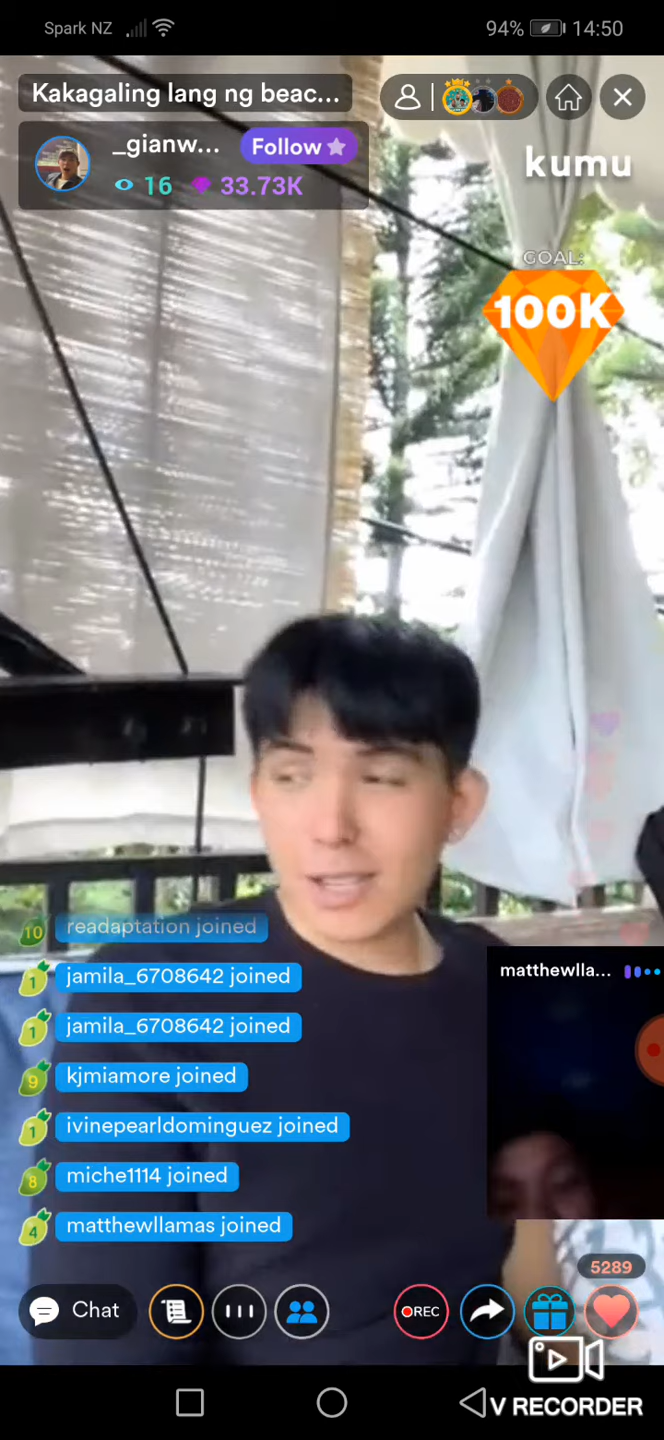 Spark NZ
94% 14:50
Kakagaling lang ng beac...
_gianw... Follow
16 33.73K
kumu
GOAL:
100K
10 readaptation joined
1 jamila_6708642 joined
1 jamila_6708642 joined
9 kjmiamore joined
1 ivinepearldominguez joined
8 miche1114 joined
4 matthewllamas joined
matthewlla...
5289
Chat
REC
V RECORDER